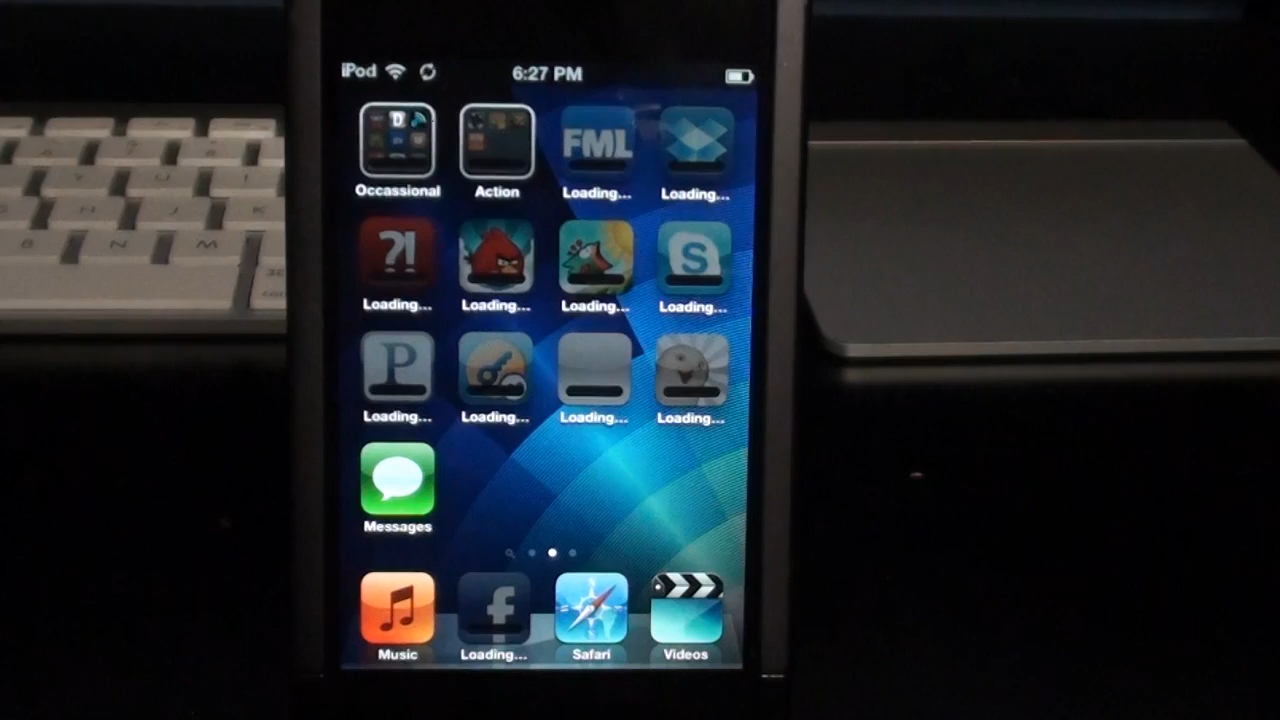 iPod 6:27 PM
D
FML
Occassional Action Loading... Loading...
?!
S
Loading... Loading... Loading... Loading...
P
Loading... Loading... Loading... Loading...
Messages
f
Music Loading... Safari Videos
B N M